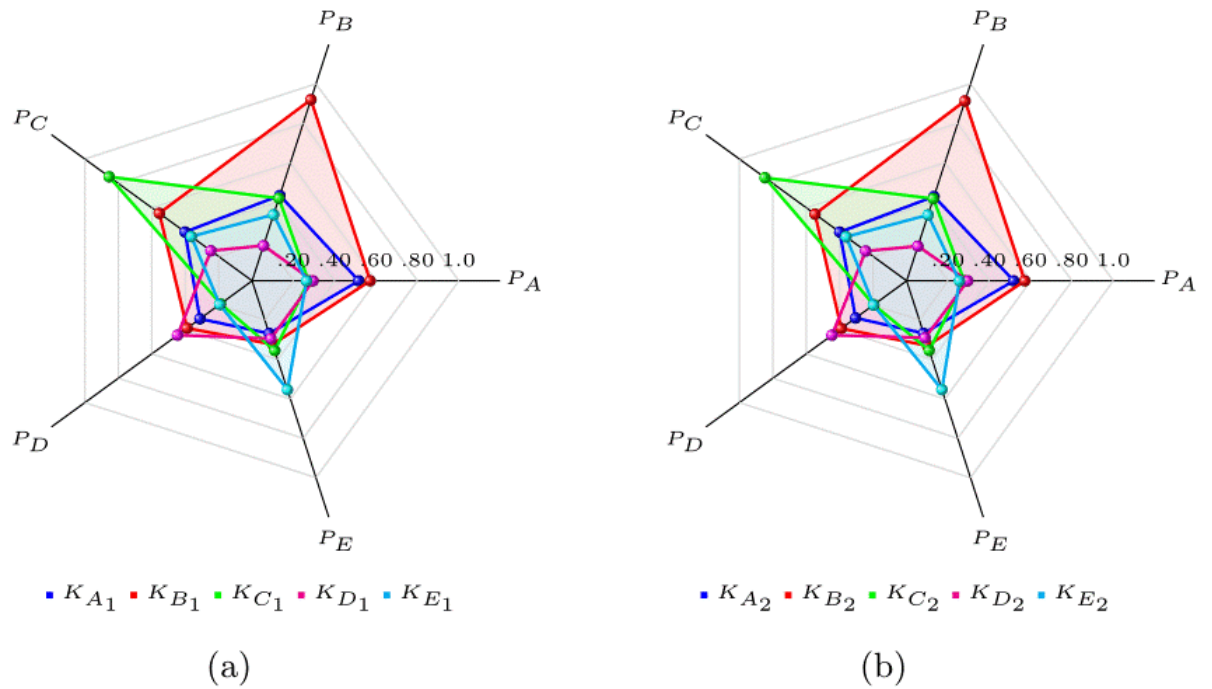 P_B P_B
P_C P_C
.20 .40 .60 .80 1.0 .20 .40 .60 .80 1.0
P_A P_A
P_D P_D
P_E P_E
K_{A_1} K_{B_1} K_{C_1} K_{D_1} K_{E_1} K_{A_2} K_{B_2} K_{C_2} K_{D_2} K_{E_2}
(a) (b)